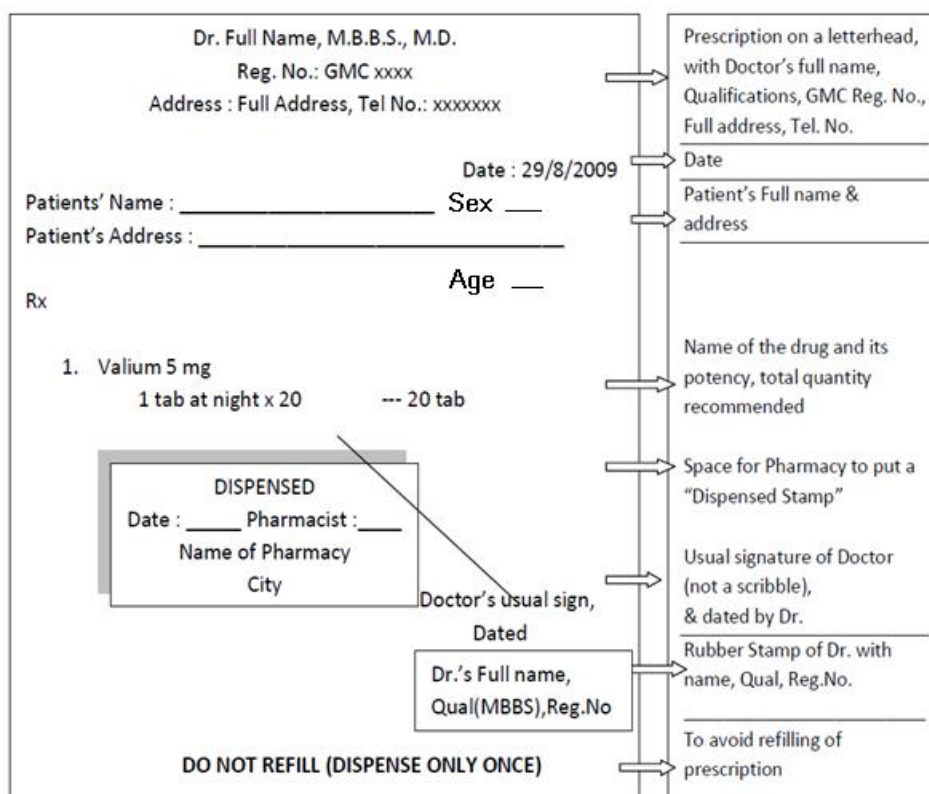 Dr. Full Name, M.B.B.S., M.D.
Reg. No.: GMC xxxx
Address : Full Address, Tel No.: xxxxxxx
Date : 29/8/2009
Patients' Name : ____________________ Sex ___
Patient's Address : ____________________
Age ___
Rx
1. Valium 5 mg
1 tab at night x 20 --- 20 tab
DISPENSED
Date : _____ Pharmacist :____
Name of Pharmacy
City
Doctor's usual sign,
Dated
Dr.'s Full name,
Qual(MBBS),Reg.No
DO NOT REFILL (DISPENSE ONLY ONCE)
Prescription on a letterhead,
with Doctor's full name,
Qualifications, GMC Reg. No.,
Full address, Tel. No.
Date
Patient's Full name &
address
Name of the drug and its
potency, total quantity
recommended
Space for Pharmacy to put a
"Dispensed Stamp"
Usual signature of Doctor
(not a scribble),
& dated by Dr.
Rubber Stamp of Dr. with
name, Qual, Reg.No.
To avoid refilling of
prescription